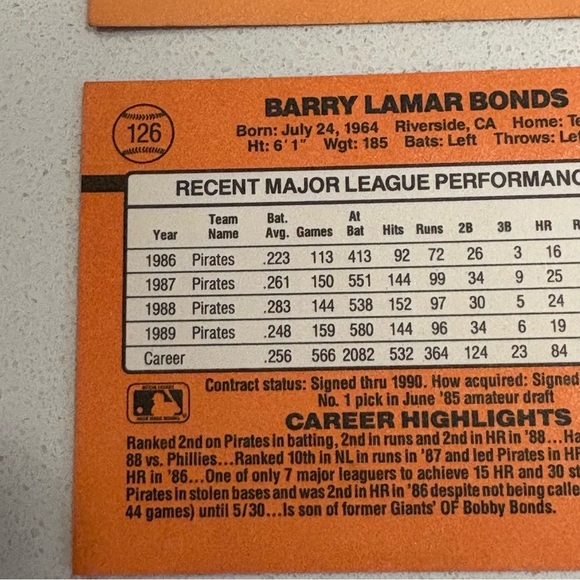 126
BARRY LAMAR BONDS
Born: July 24, 1964 Riverside, CA Home:
Ht: 6'1" Wgt: 185 Bats: Left Throws:
RECENT MAJOR LEAGUE
Year Team Name Bat. Avg. Games At Bat Hits Runs 2B 3B HR
1986 Pirates .223 113 413 92 72 26 3 16
1987 Pirates .261 150 551 144 99 34 9 25
1988 Pirates .283 144 538 152 97 30 5 24
1989 Pirates .248 159 580 144 96 34 6 19
Career .256 566 2082 532 364 124 23 84
Contract status: Signed thru 1990. How acquired: Signed
No. 1 pick in June '85 amateur draft
CAREER HIGHLIGHTS
Ranked 2nd on Pirates in batting, 2nd in runs and 2nd in HR in '88...
88 vs. Phillies...Ranked 10th in NL in runs in '87 and led Pirates in
HR in '86...One of only 7 major leaguers to achieve 15 HR and 30
Pirates in stolen bases and was 2nd in HR in '86 despite not being
44 games) until 5/30...Is son of former Giants' OF Bobby Bonds.